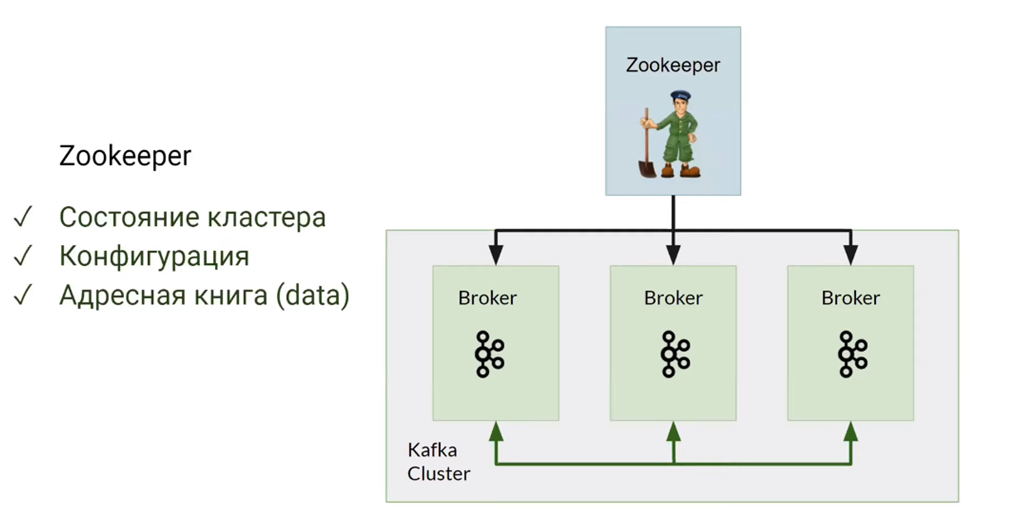 Zookeeper
Zookeeper
✓ Состояние кластера
✓ Конфигурация
✓ Адресная книга (data)
Broker
Broker
Broker
Kafka
Cluster